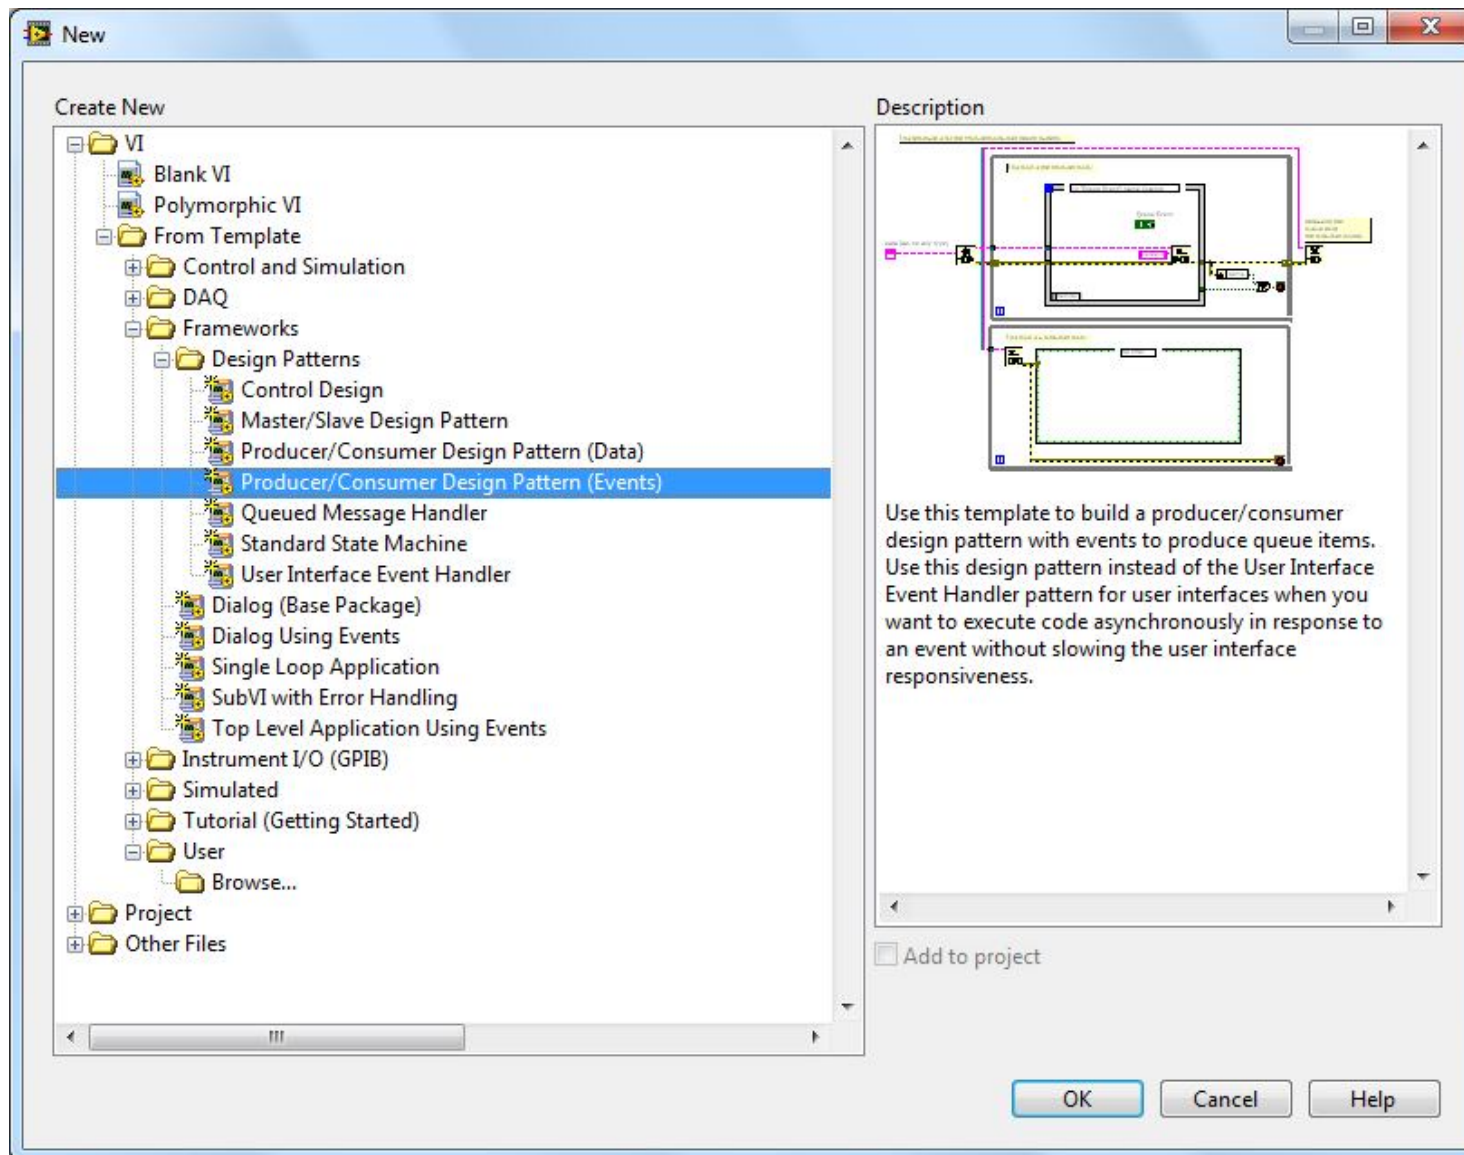 New
Create New
VI
Blank VI
Polymorphic VI
From Template
Control and Simulation
DAQ
Frameworks
Design Patterns
Control Design
Master/Slave Design Pattern
Producer/Consumer Design Pattern (Data)
Producer/Consumer Design Pattern (Events)
Queued Message Handler
Standard State Machine
User Interface Event Handler
Dialog (Base Package)
Dialog Using Events
Single Loop Application
SubVI with Error Handling
Top Level Application Using Events
Instrument I/O (GPIB)
Simulated
Tutorial (Getting Started)
User
Browse...
Project
Other Files
Description
Use this template to build a producer/consumer
design pattern with events to produce queue items.
Use this design pattern instead of the User Interface
Event Handler pattern for user interfaces when you
want to execute code asynchronously in response to
an event without slowing the user interface
responsiveness.
Add to project
OK
Cancel
Help